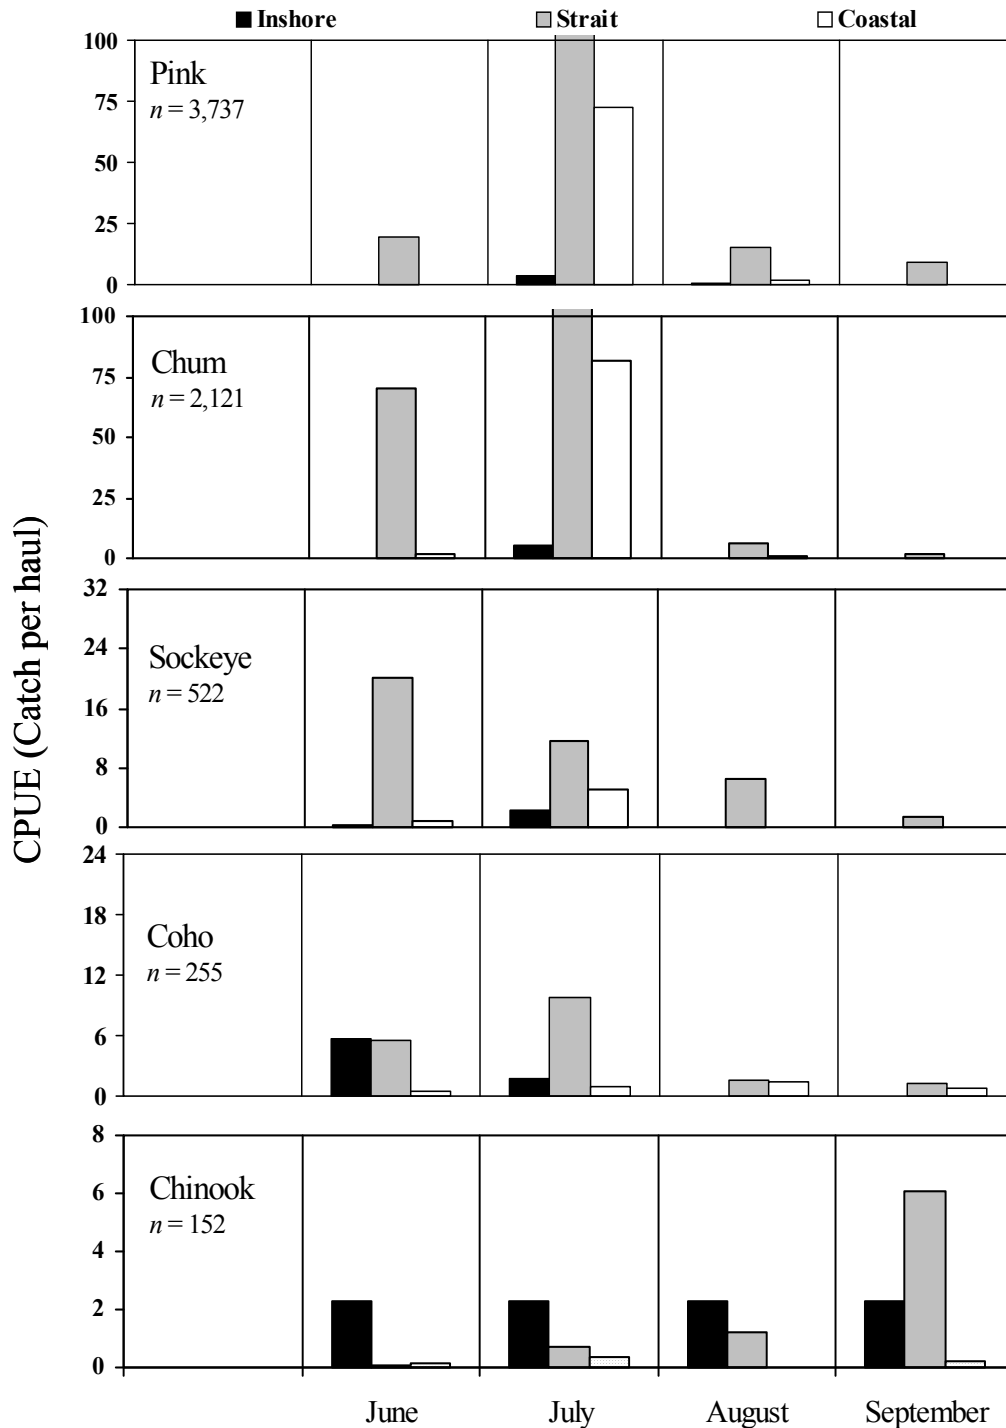 Inshore Strait Coastal
100
Pink
75
n = 3,737
50
25
0
100
Chum
75
n = 2,121
50
25
0
32
24
Sockeye
n = 522
16
8
0
24
18
Coho
n = 255
12
6
0
8
Chinook
6
n = 152
4
2
0
CPUE (Catch per haul)
June July August September